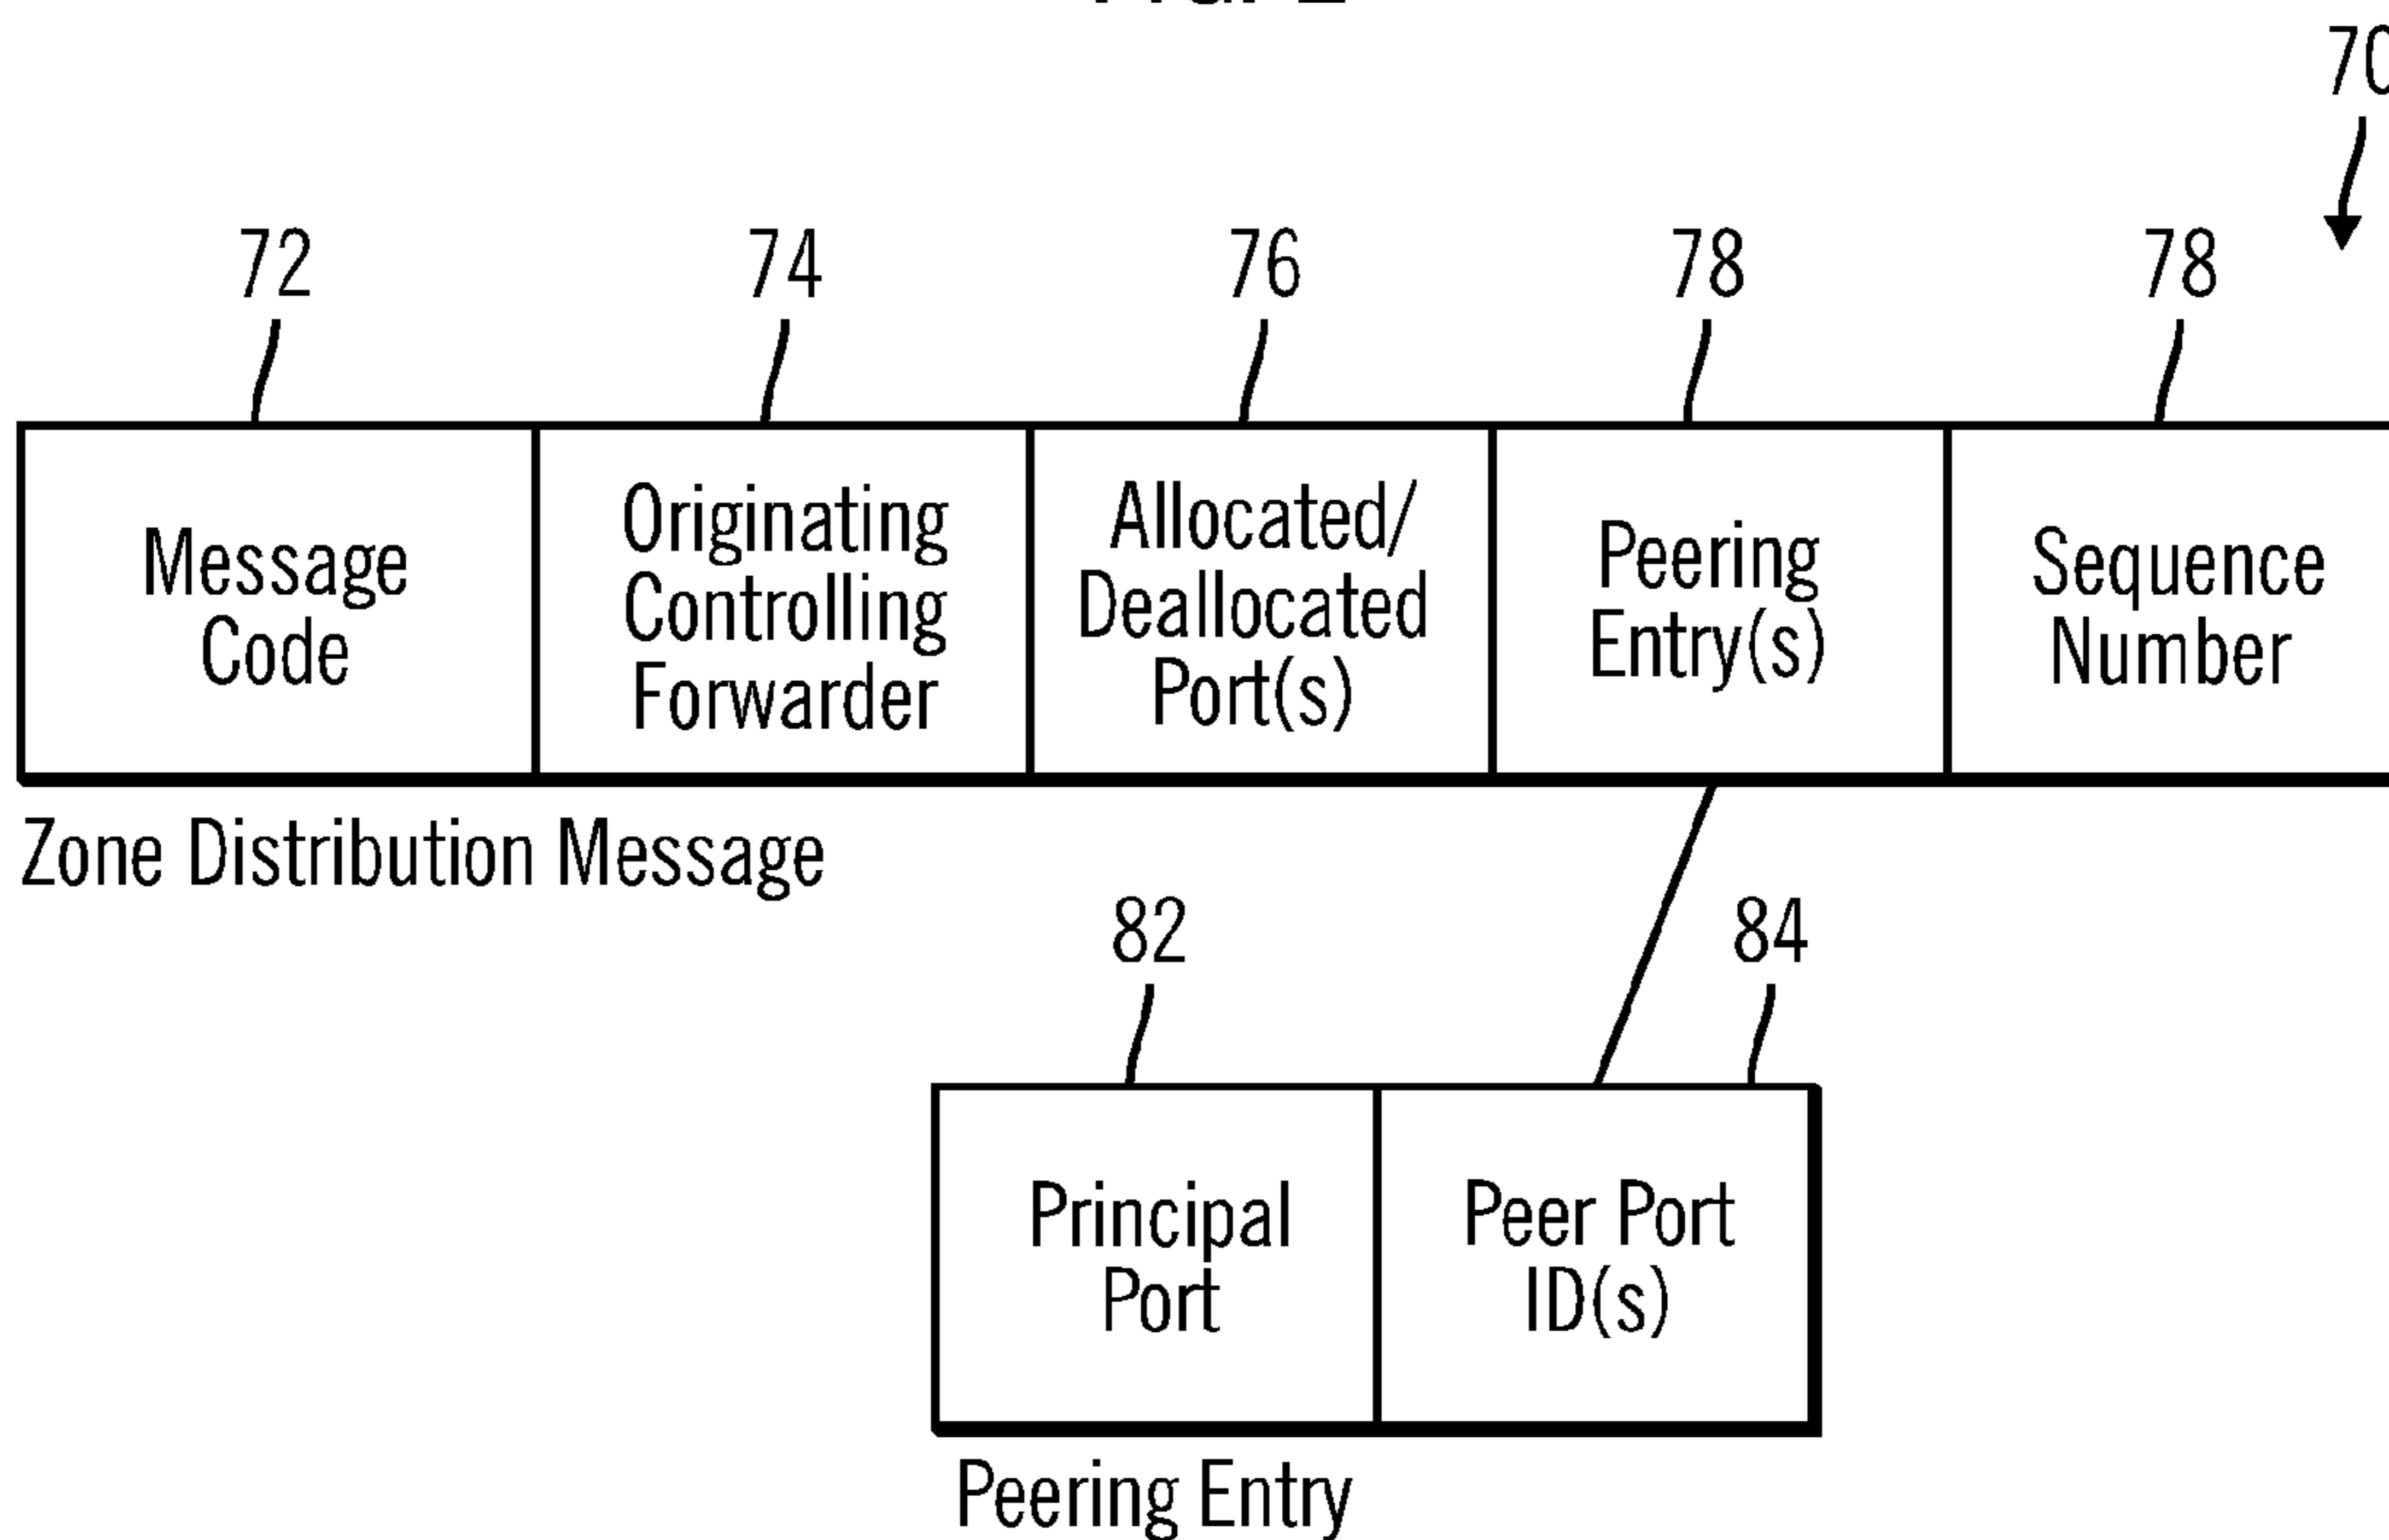 70
72 74 76 78 78
Message
Code
Originating
Controlling
Forwarder
Allocated/
Deallocated
Port(s)
Peering
Entry(s)
Sequence
Number
Zone Distribution Message
82 84
Principal
Port
Peer Port
ID(s)
Peering Entry